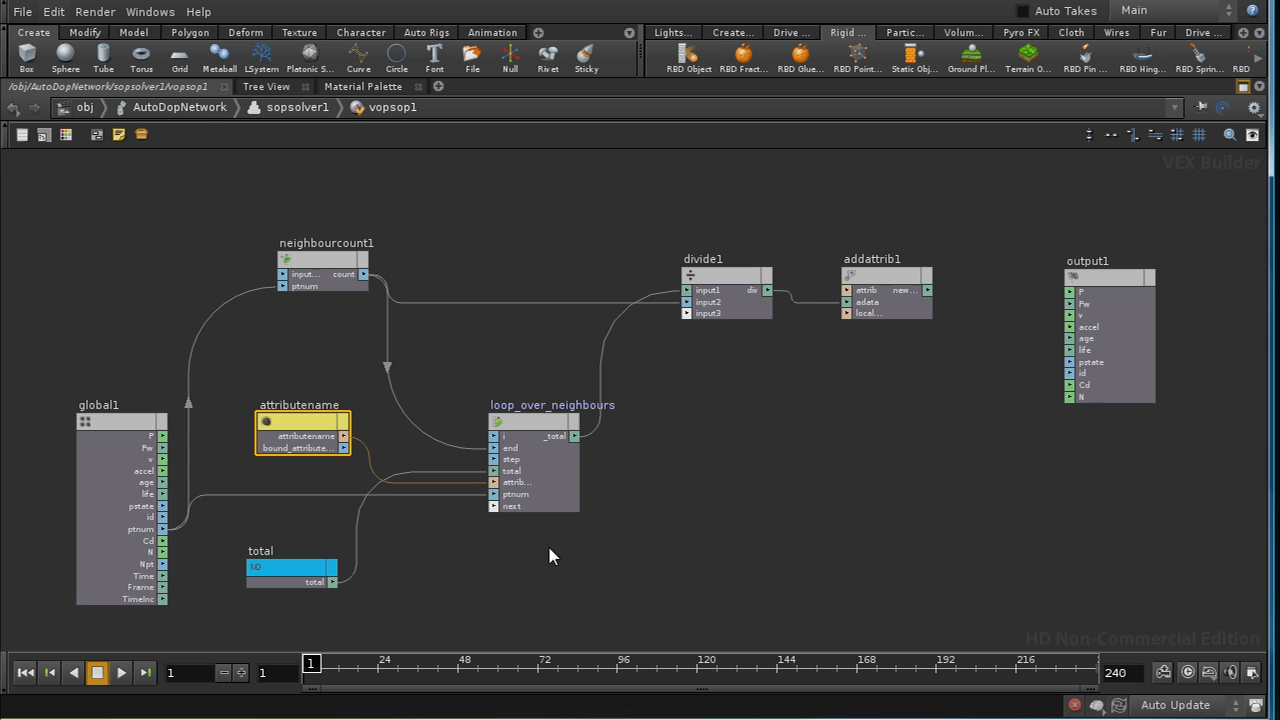 File Edit Render Windows Help Auto Takes Main
Create Modify Model Polygon Deform Texture Character Auto Rigs Animation Lights... Create... Drive ... Rigid ... Partic... Volum... Pyro FX Cloth Wires Fur Drive ...
Box Sphere Tube Torus Grid Metaball LSystem Platonic S... Curve Circle Font File Null Rivet Sticky RBD Object RBD Fract... RBD Glue... RBD Point... Static Obj... Ground Pl... Terrain O... RBD Pin ... RBD Hing... RBD Sprin... RBD
/obj/AutoDopNetwork/sopsolver1/vopsop1 Tree View Material Palette
obj AutoDopNetwork sopsolver1 vopsop1
VEX Builder
neighbourcount1
input... count
ptnum
divide1
input1 div
input2
input3
addattrib1
attrib new...
adata
local...
output1
P
Pw
v
accel
age
life
pstate
id
Cd
N
global1
P
Pw
v
accel
age
life
pstate
id
ptnum
Cd
N
Npt
Time
Frame
TimeInc
attributename
attributename
bound_attribute...
loop_over_neighbours
i _total
end
step
total
attrib...
ptnum
next
total
1.0
total
HD Non-Commercial Edition
1 1 1 24 48 72 96 120 144 168 192 216 240
Auto Update